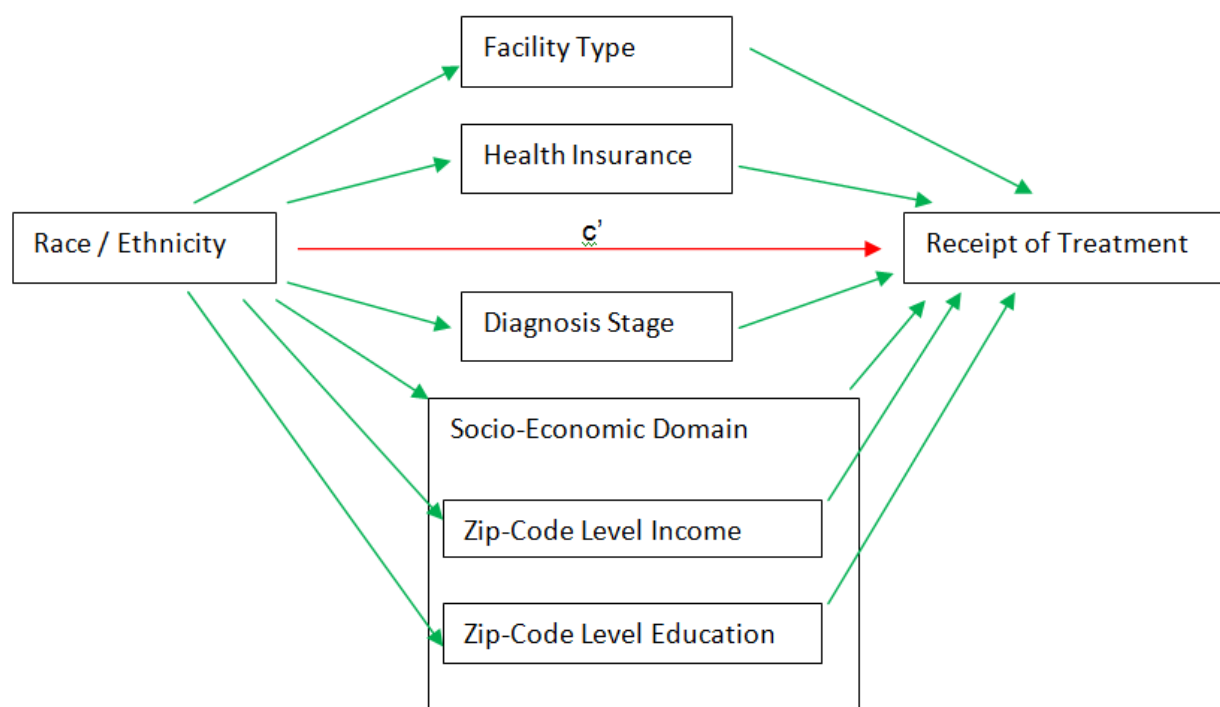 Facility Type
Health Insurance
c’
Race / Ethnicity
Receipt of Treatment
Diagnosis Stage
Socio-Economic Domain
Zip-Code Level Income
Zip-Code Level Education